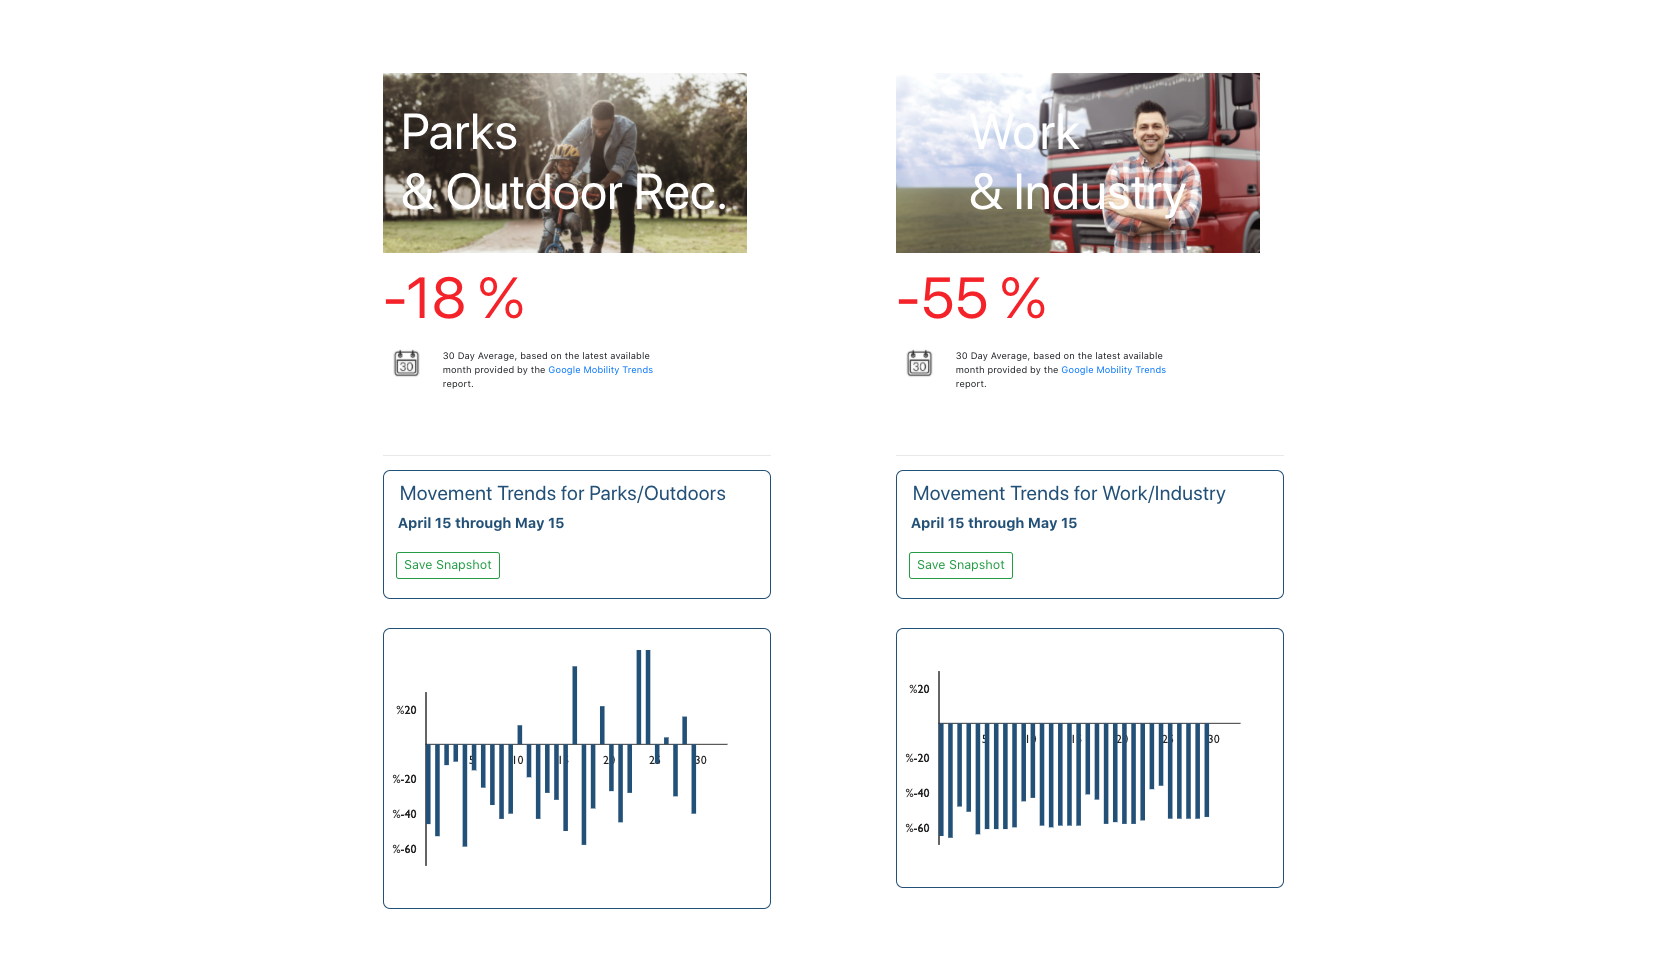 Parks
& Outdoor Rec.
-18 %
30
30 Day Average, based on the latest available
month provided by the Google Mobility Trends
report.
Movement Trends for Parks/Outdoors
April 15 through May 15
Save Snapshot
%20
5
10
15
20
25
30
%-20
%-40
%-60
Work
& Industry.
-55 %
30
30 Day Average, based on the latest available
month provided by the Google Mobility Trends
report.
Movement Trends for Work/Industry
April 15 through May 15
Save Snapshot
%20
5
10
15
20
25
30
%-20
%-40
%-60